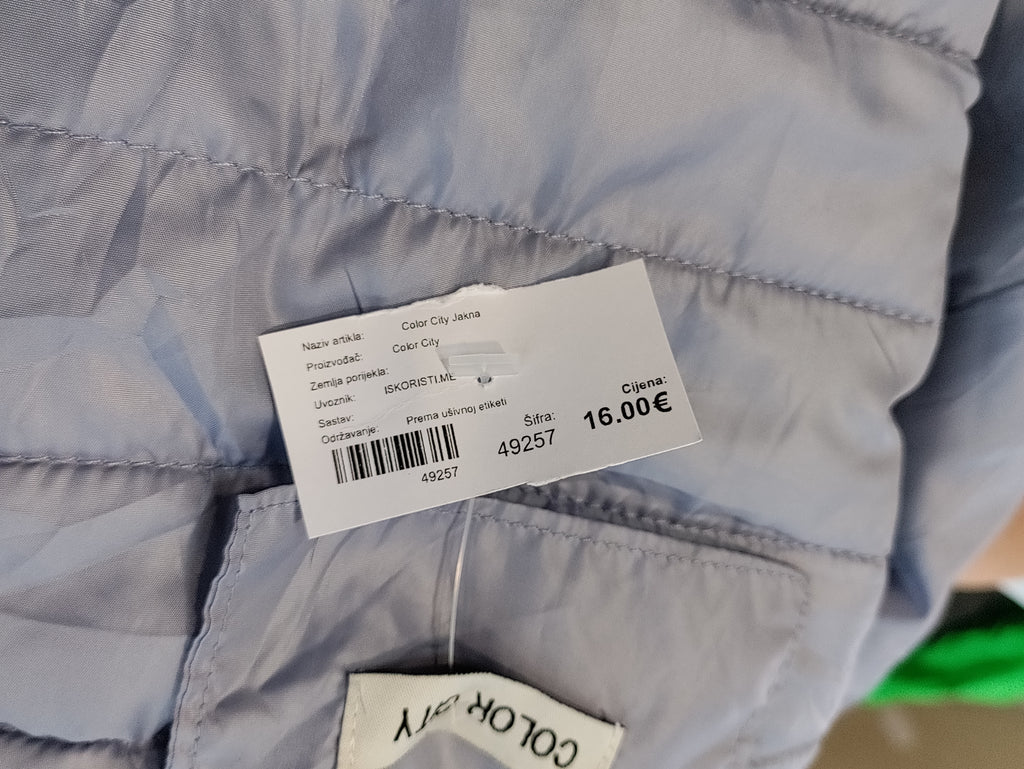 Naziv artikla: Color City Jakna
Proizvođač: Color City
Zemlja porijekla:
Uvoznik: ISKORISTI.ME
Sastav:
Održavanje: Prema ušivnoj etiketi
49257
Šifra:
49257
Cijena:
16.00€
COLOR CITY